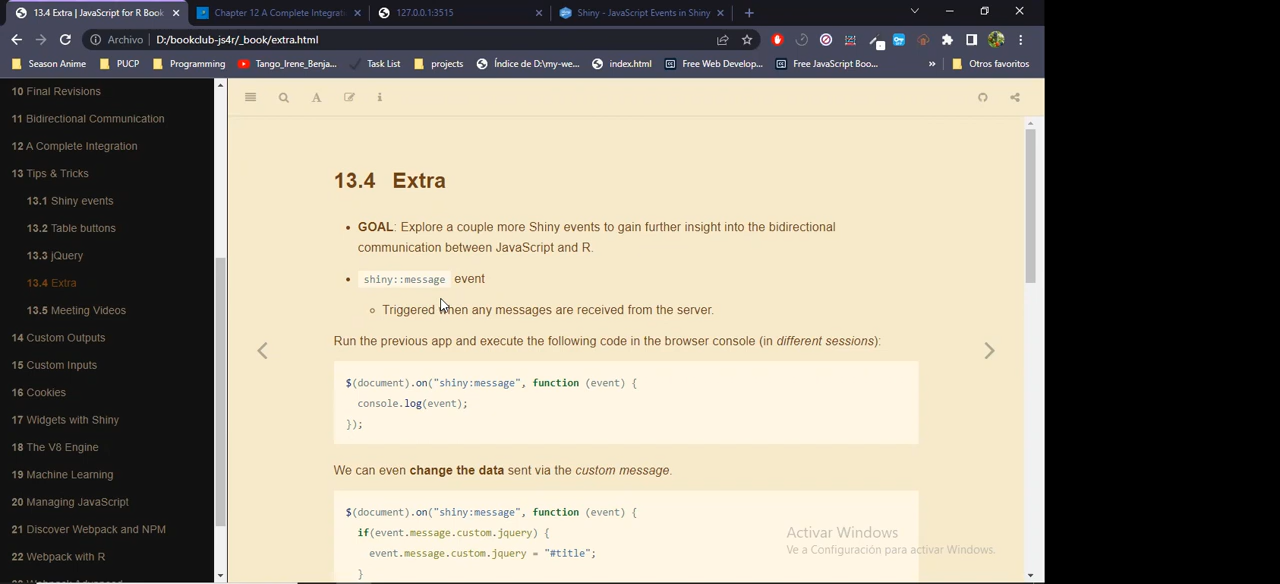 13.4 Extra | JavaScript for R Book
Chapter 12 A Complete Integrati
127.0.0.1:3515
Shiny - JavaScript Events in Shiny
Archivo
D:/bookclub-js4r/_book/extra.html
Season Anime
PUCP
Programming
Tango_Irene_Benja...
Task List
projects
Índice de D:\my-we...
index.html
Free Web Develop...
Free JavaScript Boo...
»
Otros favoritos
10 Final Revisions
11 Bidirectional Communication
12 A Complete Integration
13 Tips & Tricks
13.1 Shiny events
13.2 Table buttons
13.3 jQuery
13.4 Extra
13.5 Meeting Videos
14 Custom Outputs
15 Custom Inputs
16 Cookies
17 Widgets with Shiny
18 The V8 Engine
19 Machine Learning
20 Managing JavaScript
21 Discover Webpack and NPM
22 Webpack with R
13.4 Extra
• GOAL: Explore a couple more Shiny events to gain further insight into the bidirectional
communication between JavaScript and R.
• shiny::message event
Triggered when any messages are received from the server.
Run the previous app and execute the following code in the browser console (in different sessions):
$(document).on("shiny:message", function (event) {
console.log(event);
});
We can even change the data sent via the custom message.
$(document).on("shiny:message", function (event) {
if(event.message.custom.jquery) {
event.message.custom.jquery = "#title";
}
Activar Windows
Ve a Configuración para activar Windows.